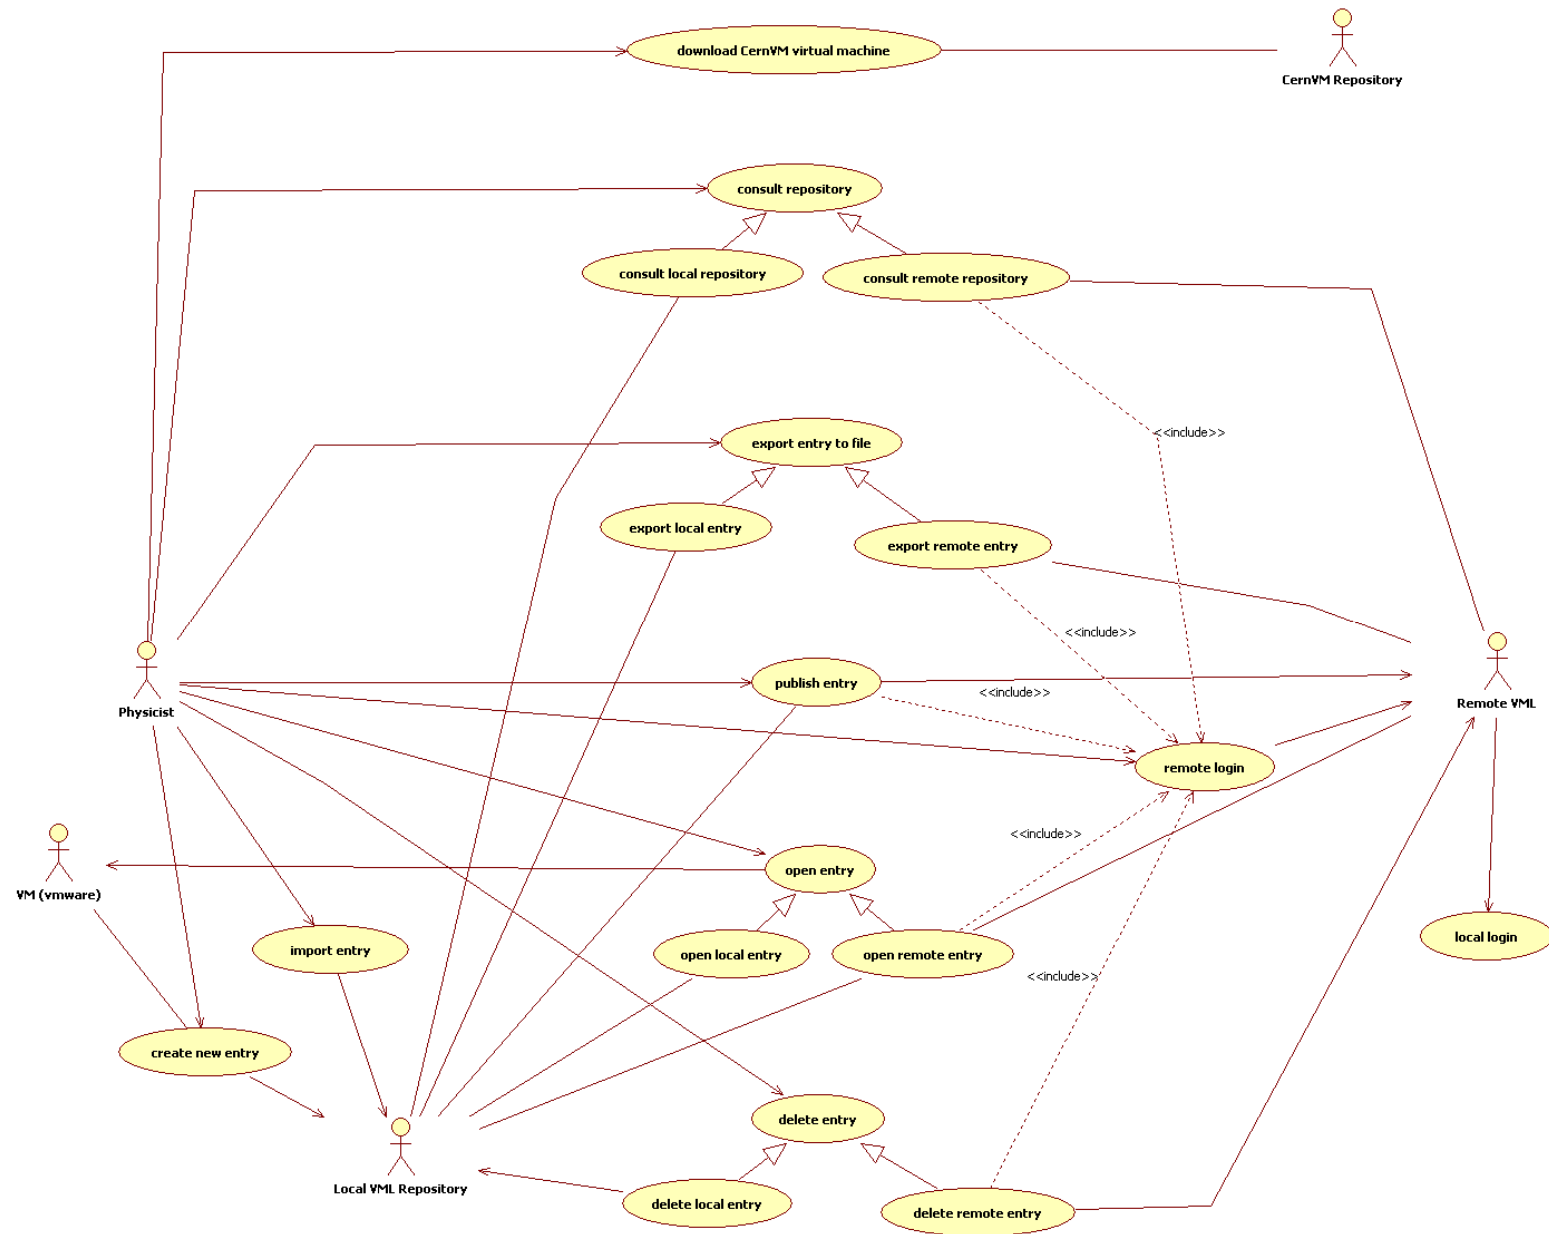 download CernVM virtual machine
CernVM Repository
consult repository
consult local repository
consult remote repository
<<include>>
export entry to file
export local entry
export remote entry
<<include>>
publish entry
<<include>>
Physicist
Remote VML
remote login
<<include>>
open entry
VM (vmware)
import entry
open local entry
open remote entry
local login
<<include>>
create new entry
delete entry
Local VML Repository
delete local entry
delete remote entry